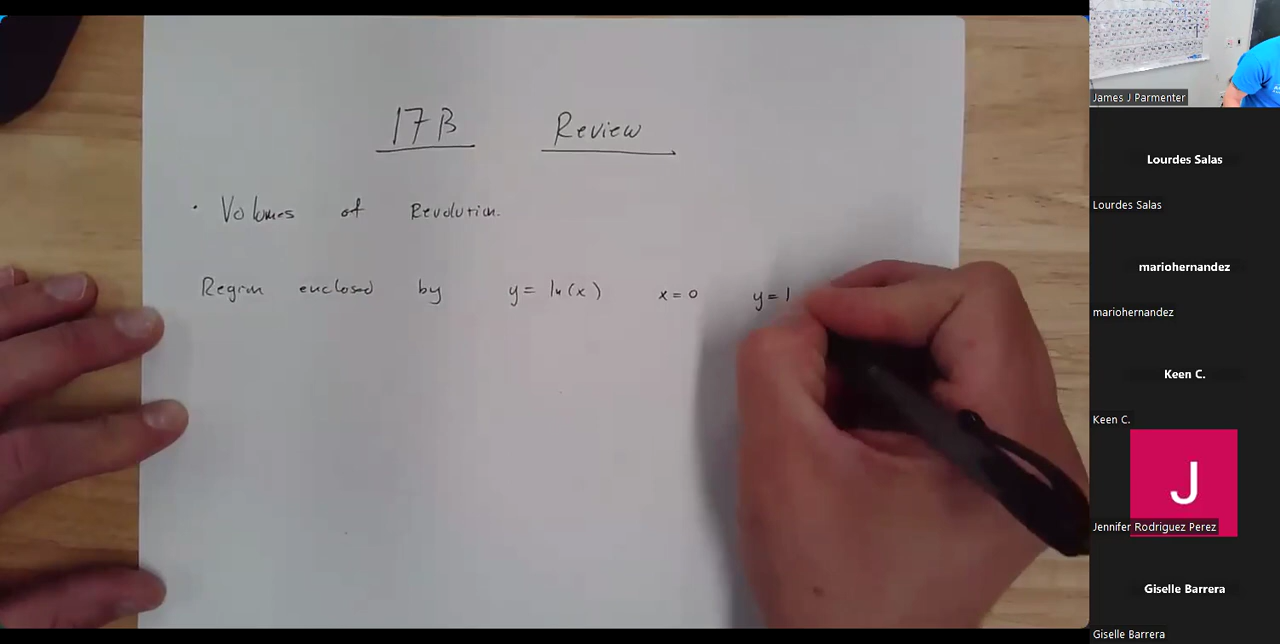 17B Review
· Volumes of Revolution.
Region enclosed by y = ln(x) x = 0 y = 1
James J Parmenter
Lourdes Salas
Lourdes Salas
mariohernandez
mariohernandez
Keen C.
Keen C.
J
Jennifer Rodriguez Perez
Giselle Barrera
Giselle Barrera